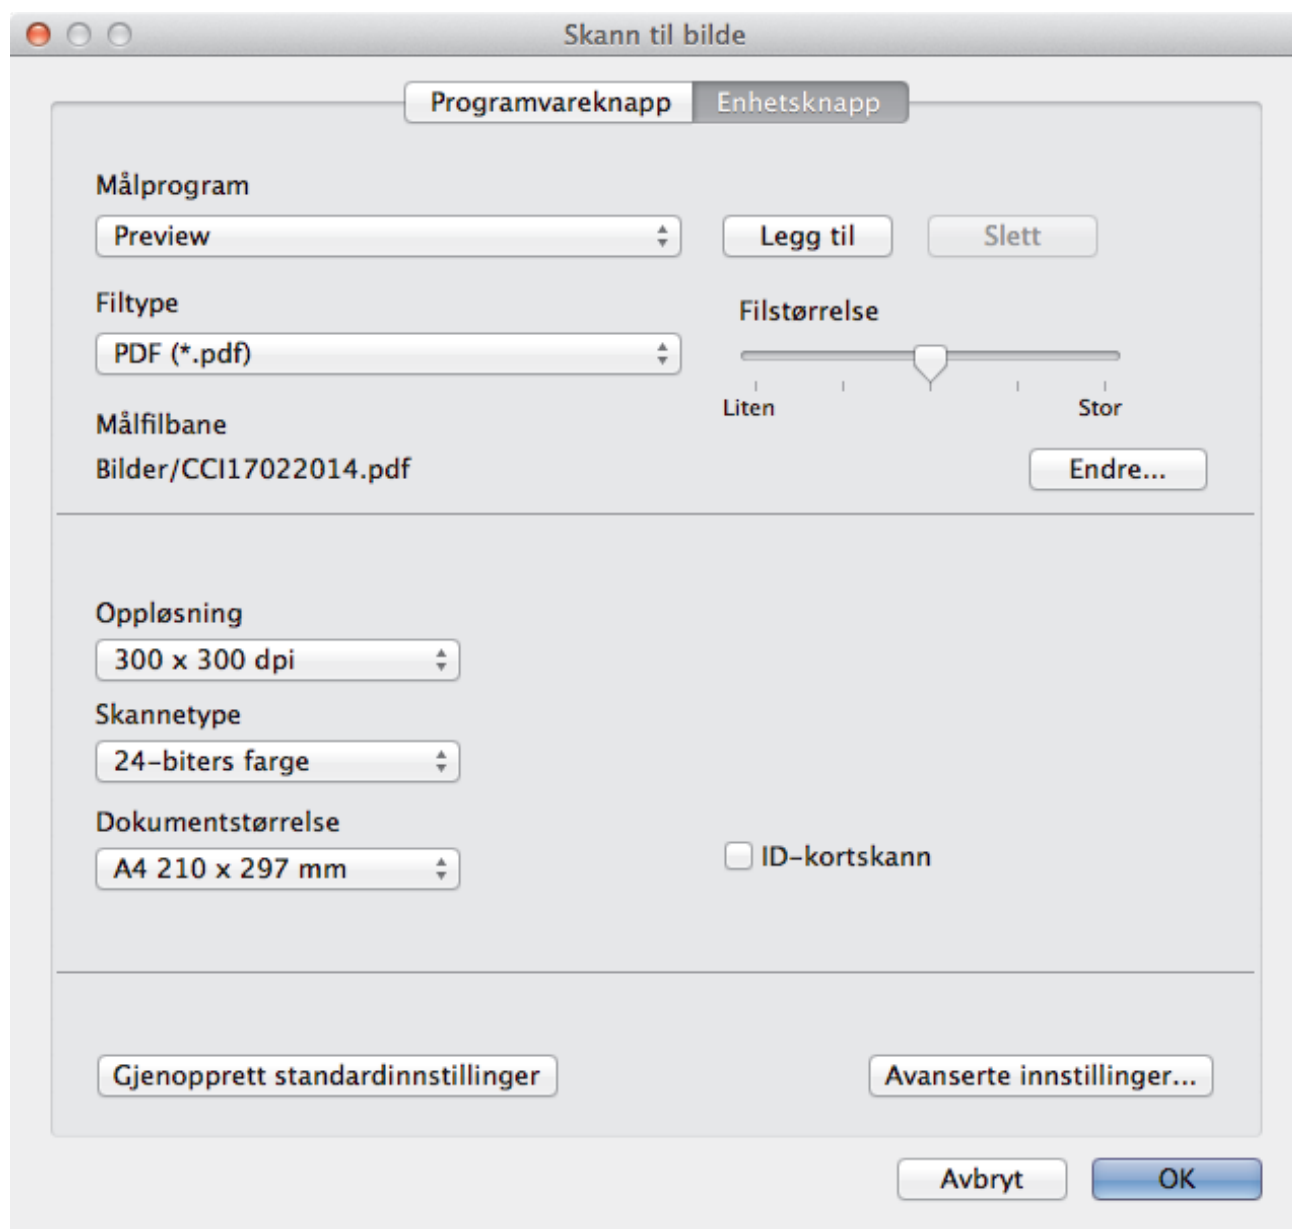 Skann til bilde
Programvareknapp Enhetsknapp
Målprogram
Preview Legg til Slett
Filtype Filstørrelse
PDF (*.pdf)
Liten Stor
Målfilbane
Bilder/CCI17022014.pdf Endre...
Oppløsning
300 x 300 dpi
Skannetype
24-biters farge
Dokumentstørrelse
A4 210 x 297 mm ID-kortskann
Gjenopprett standardinnstillinger Avanserte innstillinger...
Avbryt OK